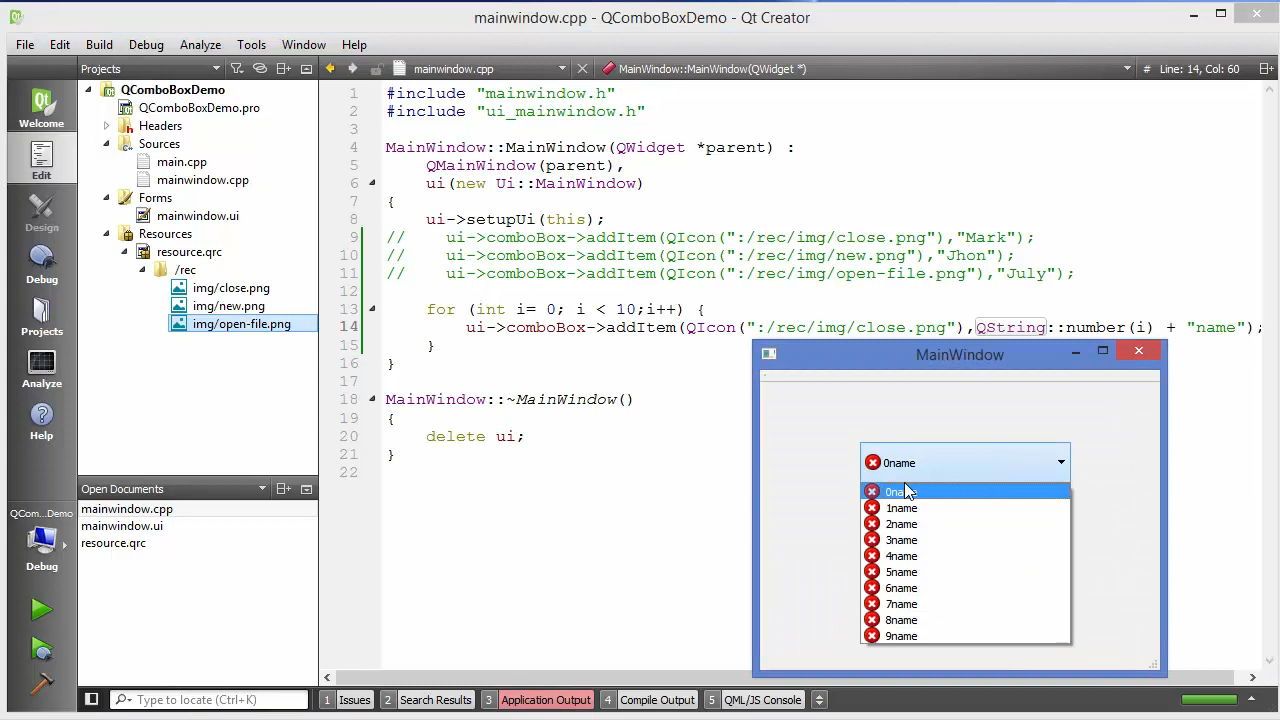 mainwindow.cpp - QComboBoxDemo - Qt Creator
File Edit Build Debug Analyze Tools Window Help
Projects
mainwindow.cpp
MainWindow::MainWindow(QWidget *)
# Line: 14, Col: 60
Qt
Welcome
Edit
Design
Debug
Projects
Analyze
Help
QCom...Demo
Debug
QComboBoxDemo
QComboBoxDemo.pro
Headers
Sources
main.cpp
mainwindow.cpp
Forms
mainwindow.ui
Resources
resource.qrc
/rec
img/close.png
img/new.png
img/open-file.png
Open Documents
mainwindow.cpp
mainwindow.ui
resource.qrc
1 #include "mainwindow.h"
2 #include "ui_mainwindow.h"
3
4 MainWindow::MainWindow(QWidget *parent) :
5 QMainWindow(parent),
6 ui(new Ui::MainWindow)
7 {
8 ui->setupUi(this);
9 // ui->comboBox->addItem(QIcon(":/rec/img/close.png"),"Mark");
10 // ui->comboBox->addItem(QIcon(":/rec/img/new.png"),"Jhon");
11 // ui->comboBox->addItem(QIcon(":/rec/img/open-file.png"),"July");
12
13 for (int i= 0; i < 10;i++) {
14 ui->comboBox->addItem(QIcon(":/rec/img/close.png"),QString::number(i) + "name");
15 }
16 }
17
18 MainWindow::~MainWindow()
19 {
20 delete ui;
21 }
22
MainWindow
0name
1name
2name
3name
4name
5name
6name
7name
8name
9name
Type to locate (Ctrl+K)
1 Issues 2 Search Results 3 Application Output 4 Compile Output 5 QML/JS Console